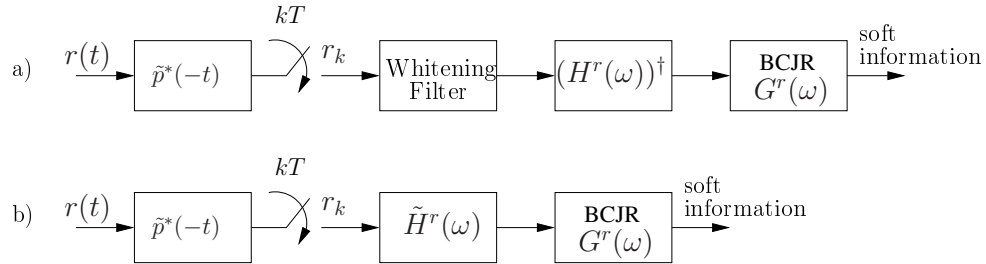 a)
r(t)
p̃*(−t)
kT
r_k
Whitening
Filter
(H^r(ω))^†
BCJR
G^r(ω)
soft
information
b)
r(t)
p̃*(−t)
kT
r_k
H̃^r(ω)
BCJR
G^r(ω)
soft
information